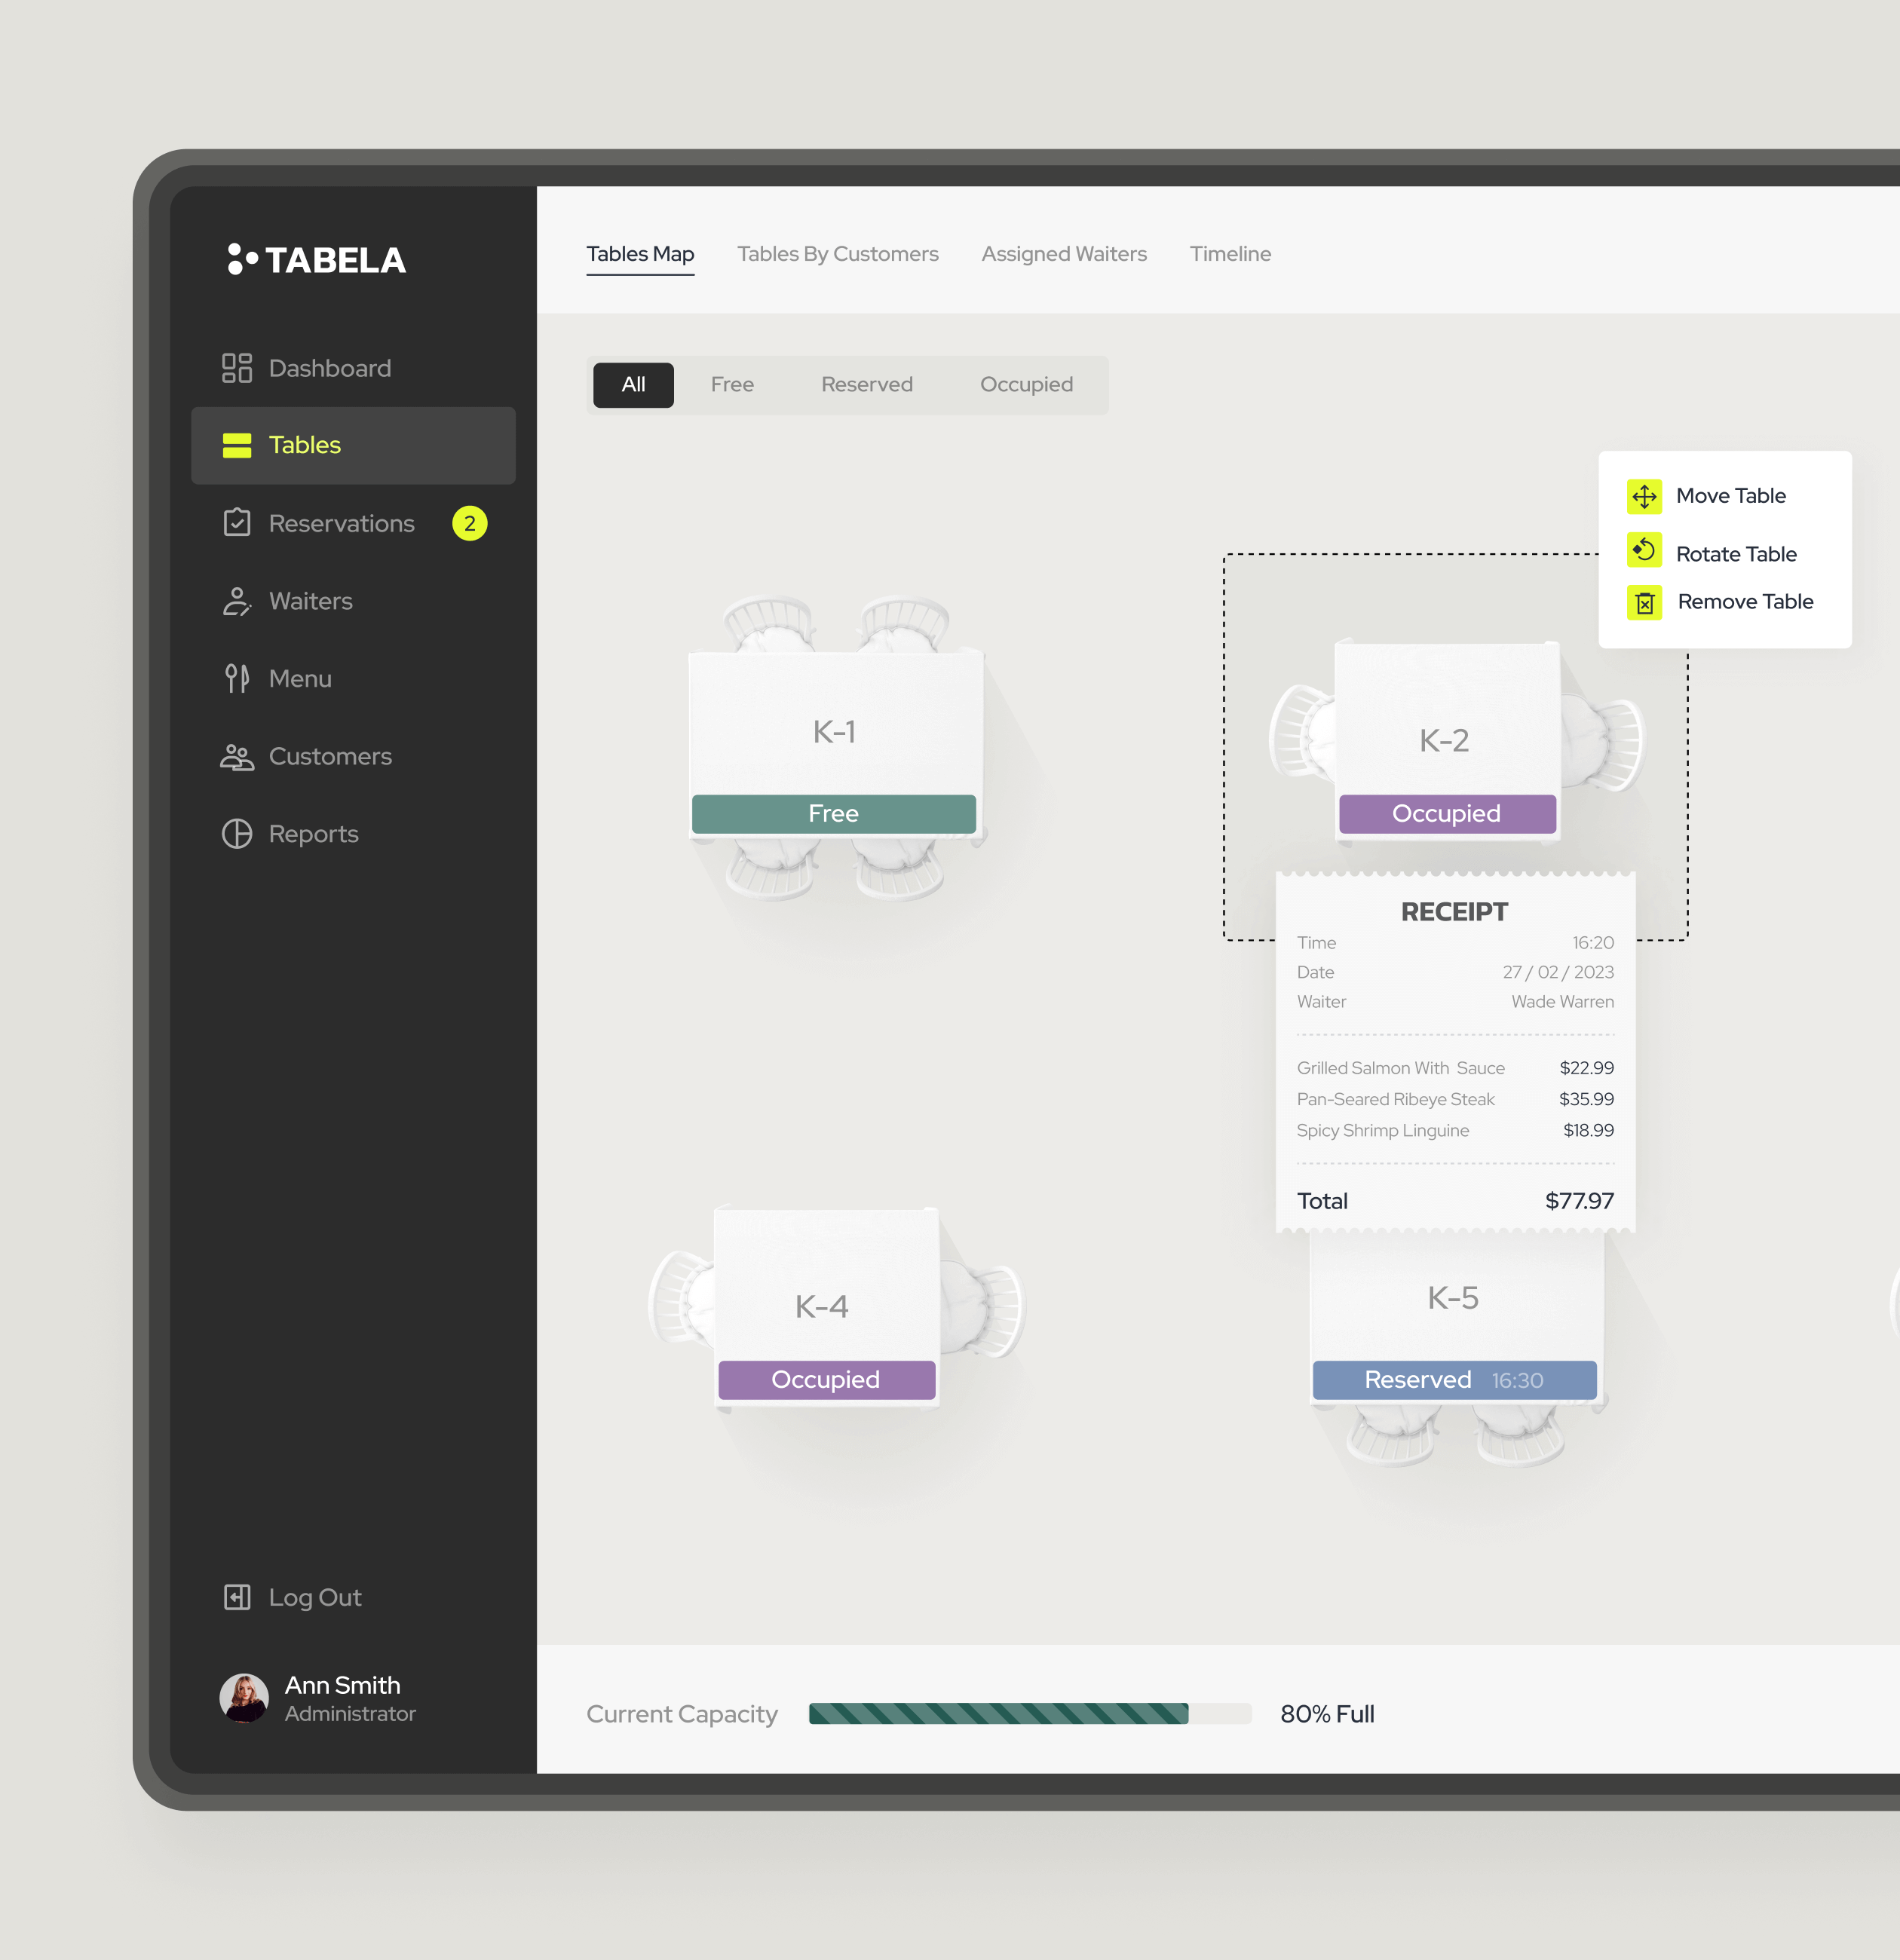 TABELA
Dashboard
Tables
Reservations 2
Waiters
Menu
Customers
Reports
Log Out
Ann Smith
Administrator
Tables Map Tables By Customers Assigned Waiters Timeline
All Free Reserved Occupied
Move Table
Rotate Table
Remove Table
K-1
Free
K-2
Occupied
RECEIPT
Time 16:20
Date 27 / 02 / 2023
Waiter Wade Warren
Grilled Salmon With Sauce $22.99
Pan-Seared Ribeye Steak $35.99
Spicy Shrimp Linguine $18.99
Total $77.97
K-4
Occupied
K-5
Reserved 16:30
Current Capacity 80% Full